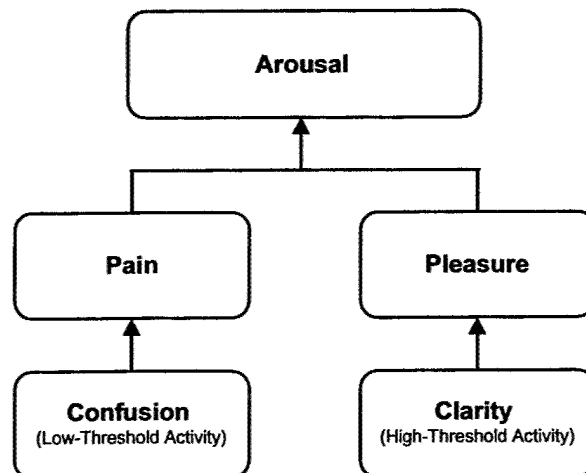 Arousal
Pain
Pleasure
Confusion
(Low-Threshold Activity)
Clarity
(High-Threshold Activity)